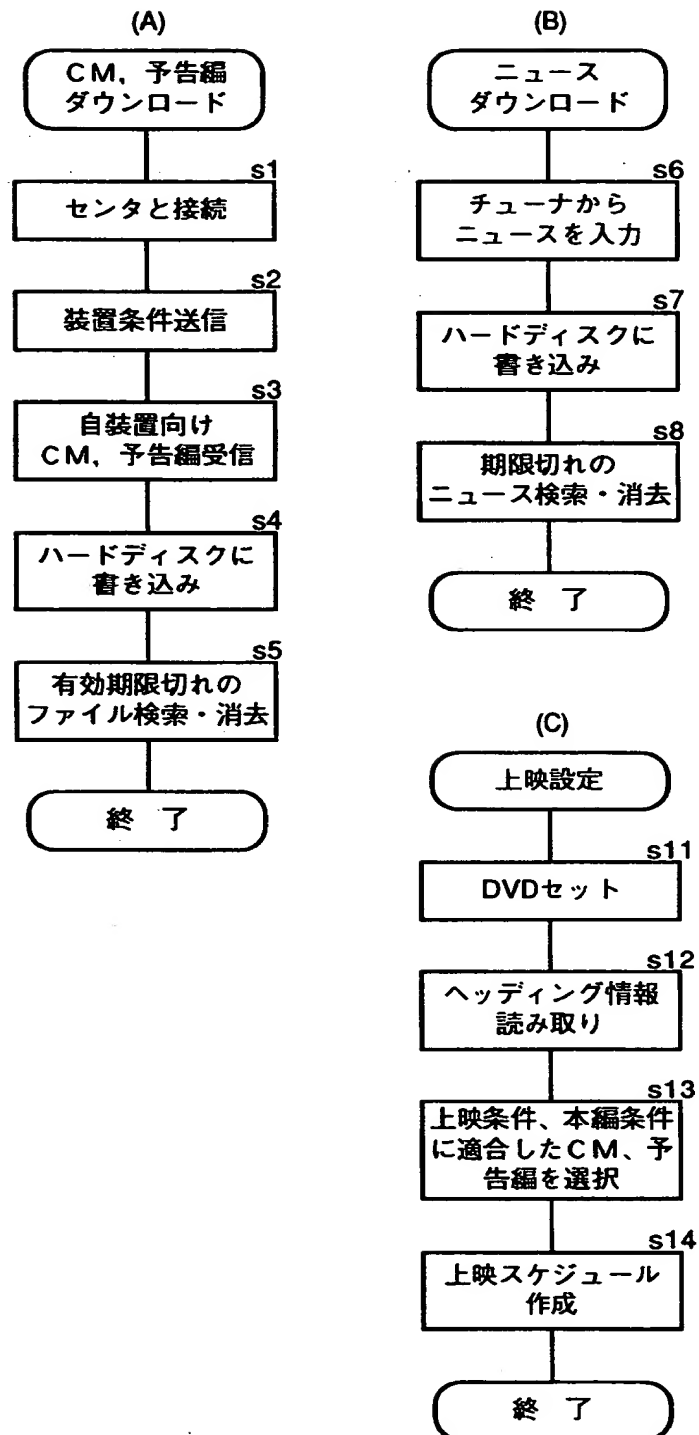 (A)
CM，予告編
ダウンロード
s1
センタと接続
s2
装置条件送信
s3
自装置向け
CM，予告編受信
s4
ハードディスクに
書き込み
s5
有効期限切れの
ファイル検索・消去
終 了
(B)
ニュース
ダウンロード
s6
チューナから
ニュースを入力
s7
ハードディスクに
書き込み
s8
期限切れの
ニュース検索・消去
終 了
(C)
上映設定
s11
DVDセット
s12
ヘッディング情報
読み取り
s13
上映条件、本編条件
に適合したCM、予
告編を選択
s14
上映スケジュール
作成
終 了